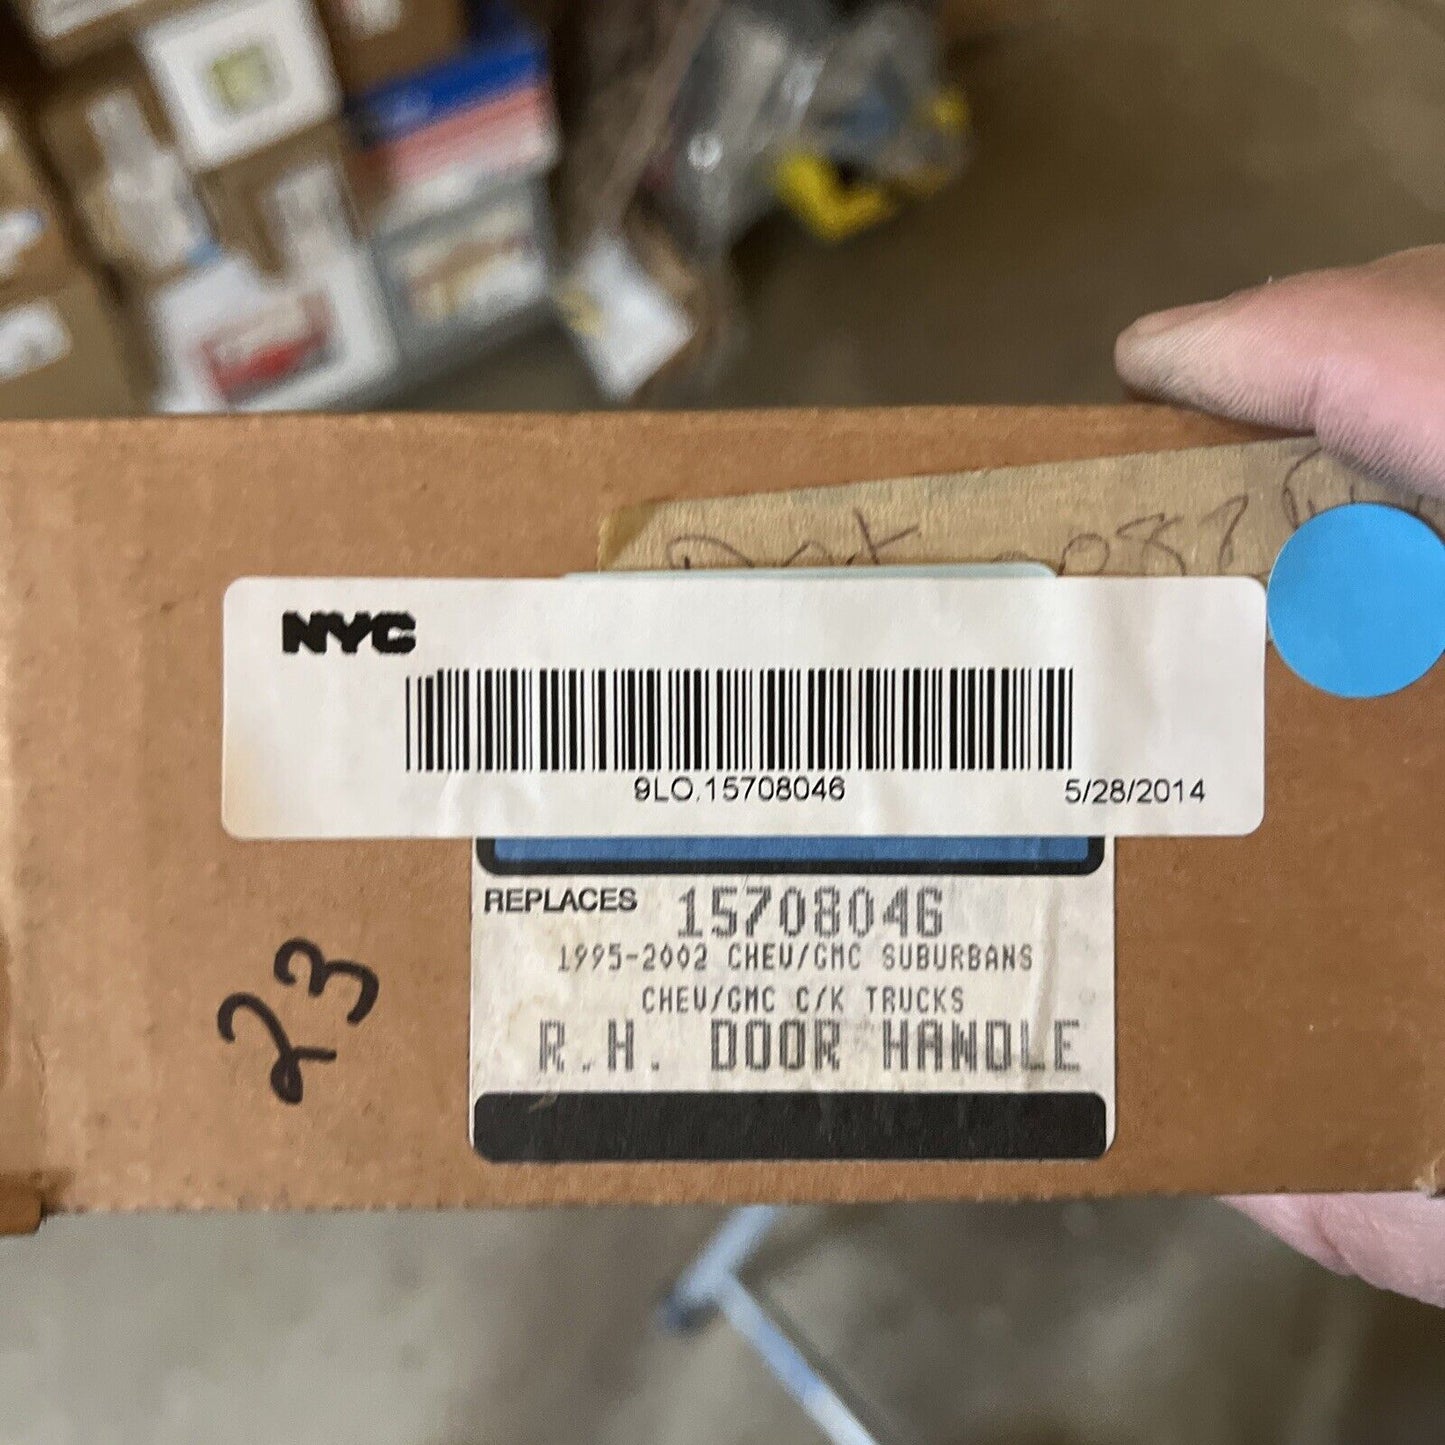 087
NYC
9LO.15708046 5/28/2014
REPLACES 15708046
1995-2002 CHEV/GMC SUBURBANS
CHEV/GMC C/K TRUCKS
R.H. DOOR HANDLE
23